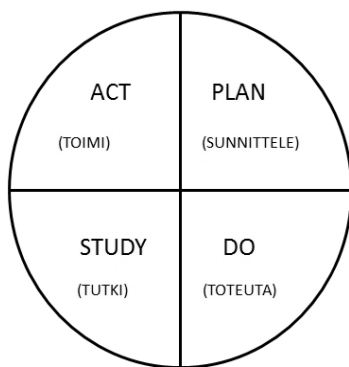 ACT
(TOIMI)
PLAN
(SUNNITTELE)
STUDY
(TUTKI)
DO
(TOTEUTA)